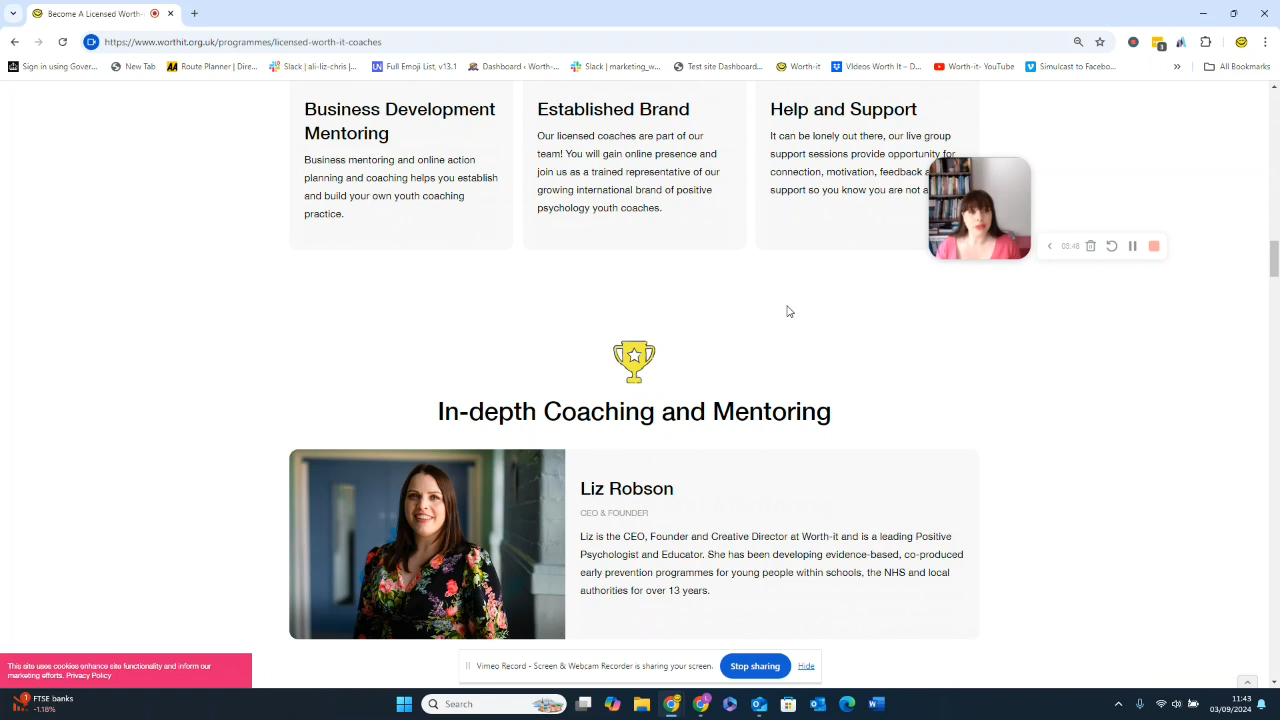 Become A Licensed Worth-
https://www.worthit.org.uk/programmes/licensed-worth-it-coaches
Sign in using Gover...
New Tab
Route Planner | Dire...
Slack | ali-liz-chris |...
Full Emoji List, v13.1
Dashboard ‹ Worth-...
Slack | marketing_w...
Test site Dashboard...
Worth-it
VIdeos Worth It – D...
Worth-it- YouTube
Simulcast to Facebo...
All Bookmarks
Business Development
Mentoring
Business mentoring and online action
planning and coaching helps you establish
and build your own youth coaching
practice.
Established Brand
Our licensed coaches are part of our
team! You will gain online presence and
join us as a trained representative of our
growing international brand of positive
psychology youth coaches.
Help and Support
It can be lonely out there, our live group
support sessions provide opportunity for
connection, motivation, feedback a
support so you know you are not a
03:48
In-depth Coaching and Mentoring
Liz Robson
CEO & FOUNDER
Liz is the CEO, Founder and Creative Director at Worth-it and is a leading Positive
Psychologist and Educator. She has been developing evidence-based, co-produced
early prevention programmes for young people within schools, the NHS and local
authorities for over 13 years.
This site uses cookies enhance site functionality and inform our
marketing efforts. Privacy Policy
Vimeo Record - Screen & Webcam Recorder is sharing your screen.
Stop sharing
Hide
1
FTSE banks
-1.18%
Search
11:43
03/09/2024